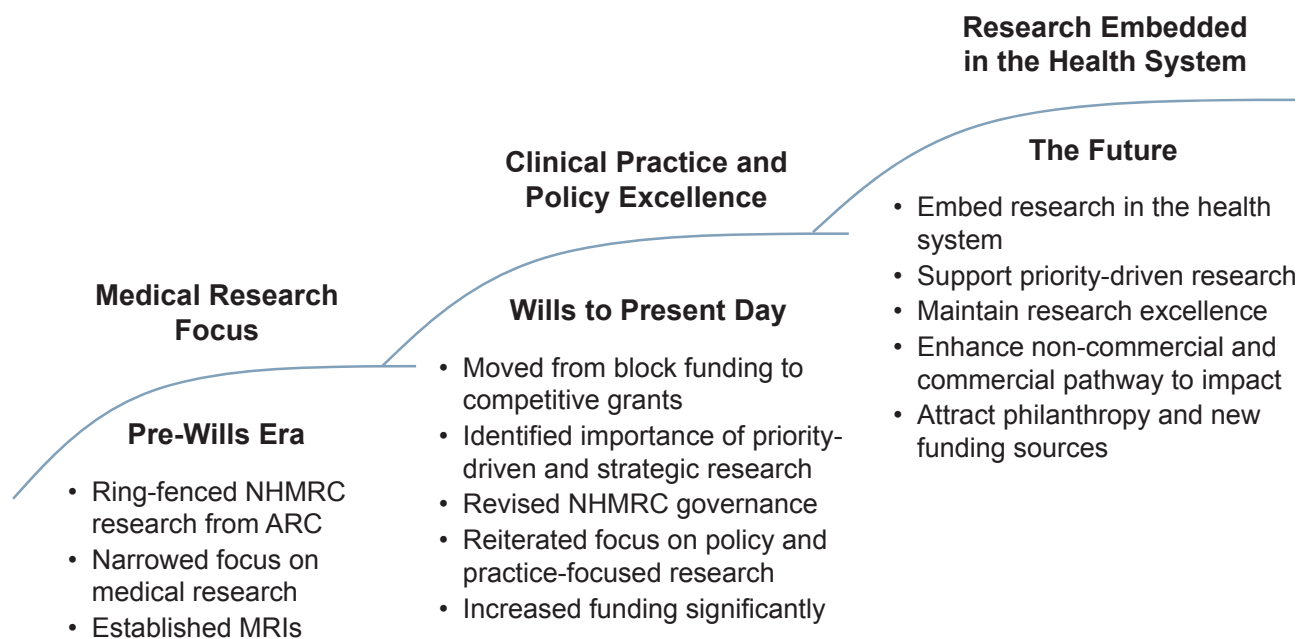 Medical Research
Focus
Pre-Wills Era
• Ring-fenced NHMRC
research from ARC
• Narrowed focus on
medical research
• Established MRIs
Clinical Practice and
Policy Excellence
Wills to Present Day
• Moved from block funding to
competitive grants
• Identified importance of priority-
driven and strategic research
• Revised NHMRC governance
• Reiterated focus on policy and
practice-focused research
• Increased funding significantly
Research Embedded
in the Health System
The Future
• Embed research in the health
system
• Support priority-driven research
• Maintain research excellence
• Enhance non-commercial and
commercial pathway to impact
• Attract philanthropy and new
funding sources